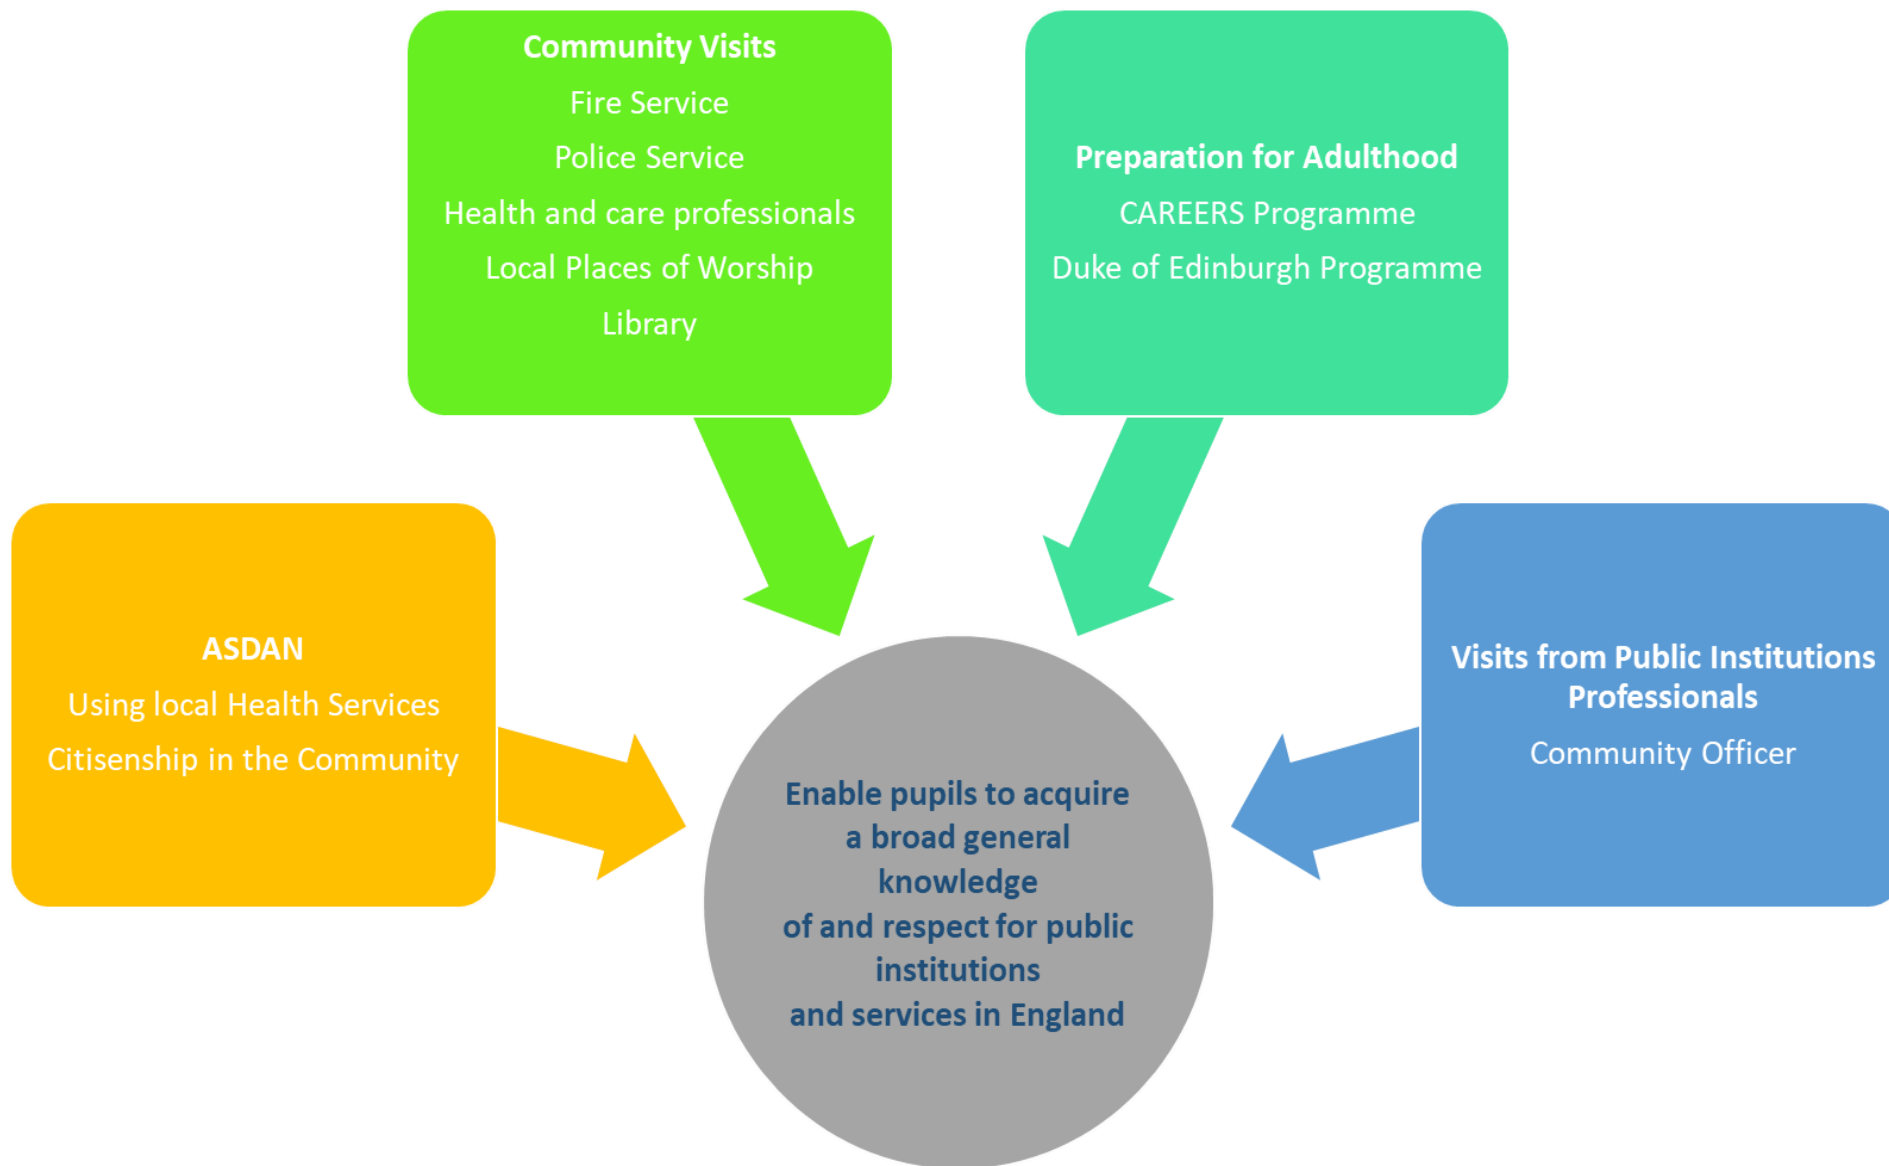 Community Visits
Fire Service
Police Service
Health and care professionals
Local Places of Worship
Library
Preparation for Adulthood
CAREERS Programme
Duke of Edinburgh Programme
ASDAN
Using local Health Services
Citisenship in the Community
Visits from Public Institutions
Professionals
Community Officer
Enable pupils to acquire
a broad general
knowledge
of and respect for public
institutions
and services in England